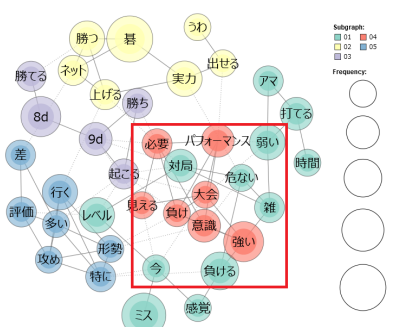 Subgraph:
01 04
02 05
03
Frequency:
うわ
勝つ 碁
ネット 出せる
勝てる 実力 アマ
上げる 勝ち
8d 打てる
9d 必要 パフォーマンス 弱い
差 対局 時間
起こる 危ない
行く 大会
見える 負け 雑
評価 多い レベル 意識
形勢 強い
攻め 特に 今 負ける
ミス 感覚